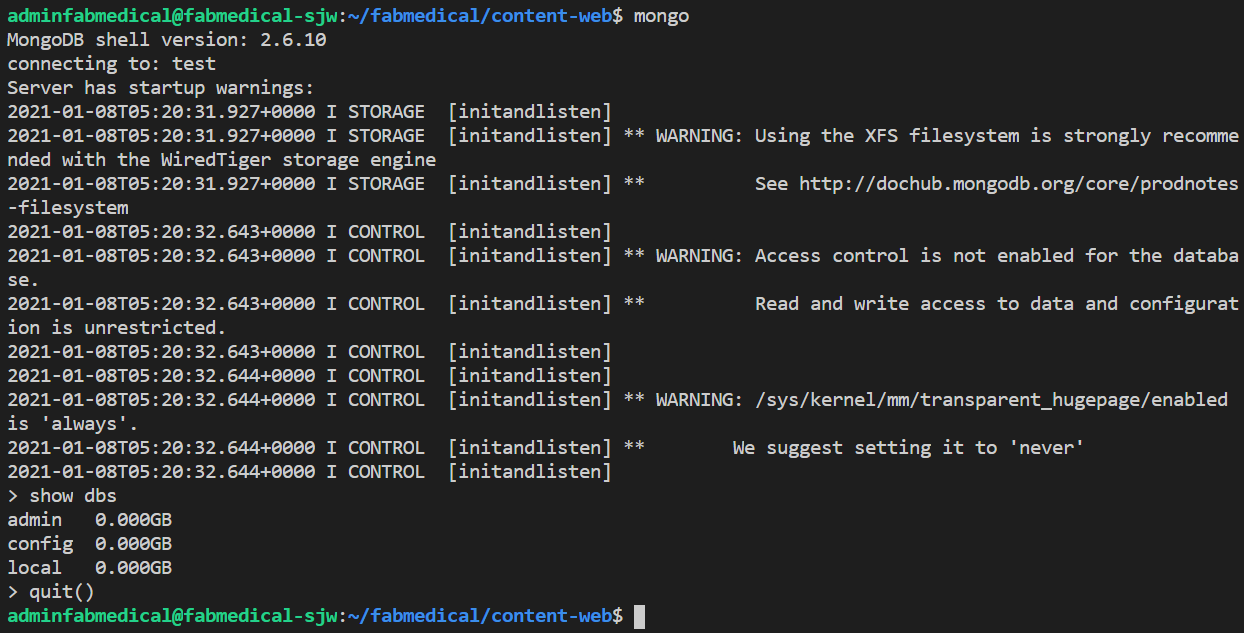 adminfabmedical@fabmedical-sjw:~/fabmedical/content-web$ mongo
MongoDB shell version: 2.6.10
connecting to: test
Server has startup warnings:
2021-01-08T05:20:31.927+0000 I STORAGE  [initandlisten]
2021-01-08T05:20:31.927+0000 I STORAGE  [initandlisten] ** WARNING: Using the XFS filesystem is strongly recomme
nded with the WiredTiger storage engine
2021-01-08T05:20:31.927+0000 I STORAGE  [initandlisten] **          See http://dochub.mongodb.org/core/prodnotes
-filesystem
2021-01-08T05:20:32.643+0000 I CONTROL  [initandlisten]
2021-01-08T05:20:32.643+0000 I CONTROL  [initandlisten] ** WARNING: Access control is not enabled for the databa
se.
2021-01-08T05:20:32.643+0000 I CONTROL  [initandlisten] **          Read and write access to data and configurat
ion is unrestricted.
2021-01-08T05:20:32.643+0000 I CONTROL  [initandlisten]
2021-01-08T05:20:32.644+0000 I CONTROL  [initandlisten]
2021-01-08T05:20:32.644+0000 I CONTROL  [initandlisten] ** WARNING: /sys/kernel/mm/transparent_hugepage/enabled
is 'always'.
2021-01-08T05:20:32.644+0000 I CONTROL  [initandlisten] **        We suggest setting it to 'never'
2021-01-08T05:20:32.644+0000 I CONTROL  [initandlisten]
> show dbs
admin   0.000GB
config  0.000GB
local   0.000GB
> quit()
adminfabmedical@fabmedical-sjw:~/fabmedical/content-web$